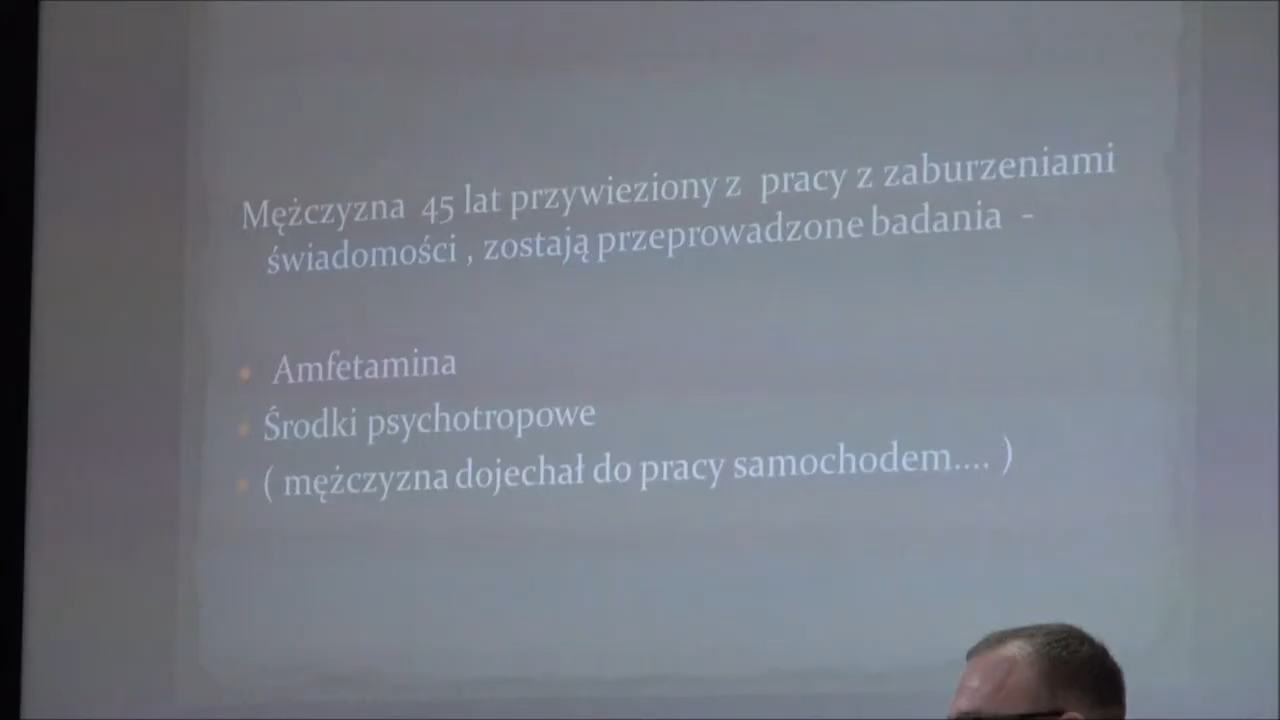 Mężczyzna 45 lat przywieziony z pracy z zaburzeniami
świadomości , zostają przeprowadzone badania -
• Amfetamina
• Środki psychotropowe
• ( mężczyzna dojechał do pracy samochodem.... )